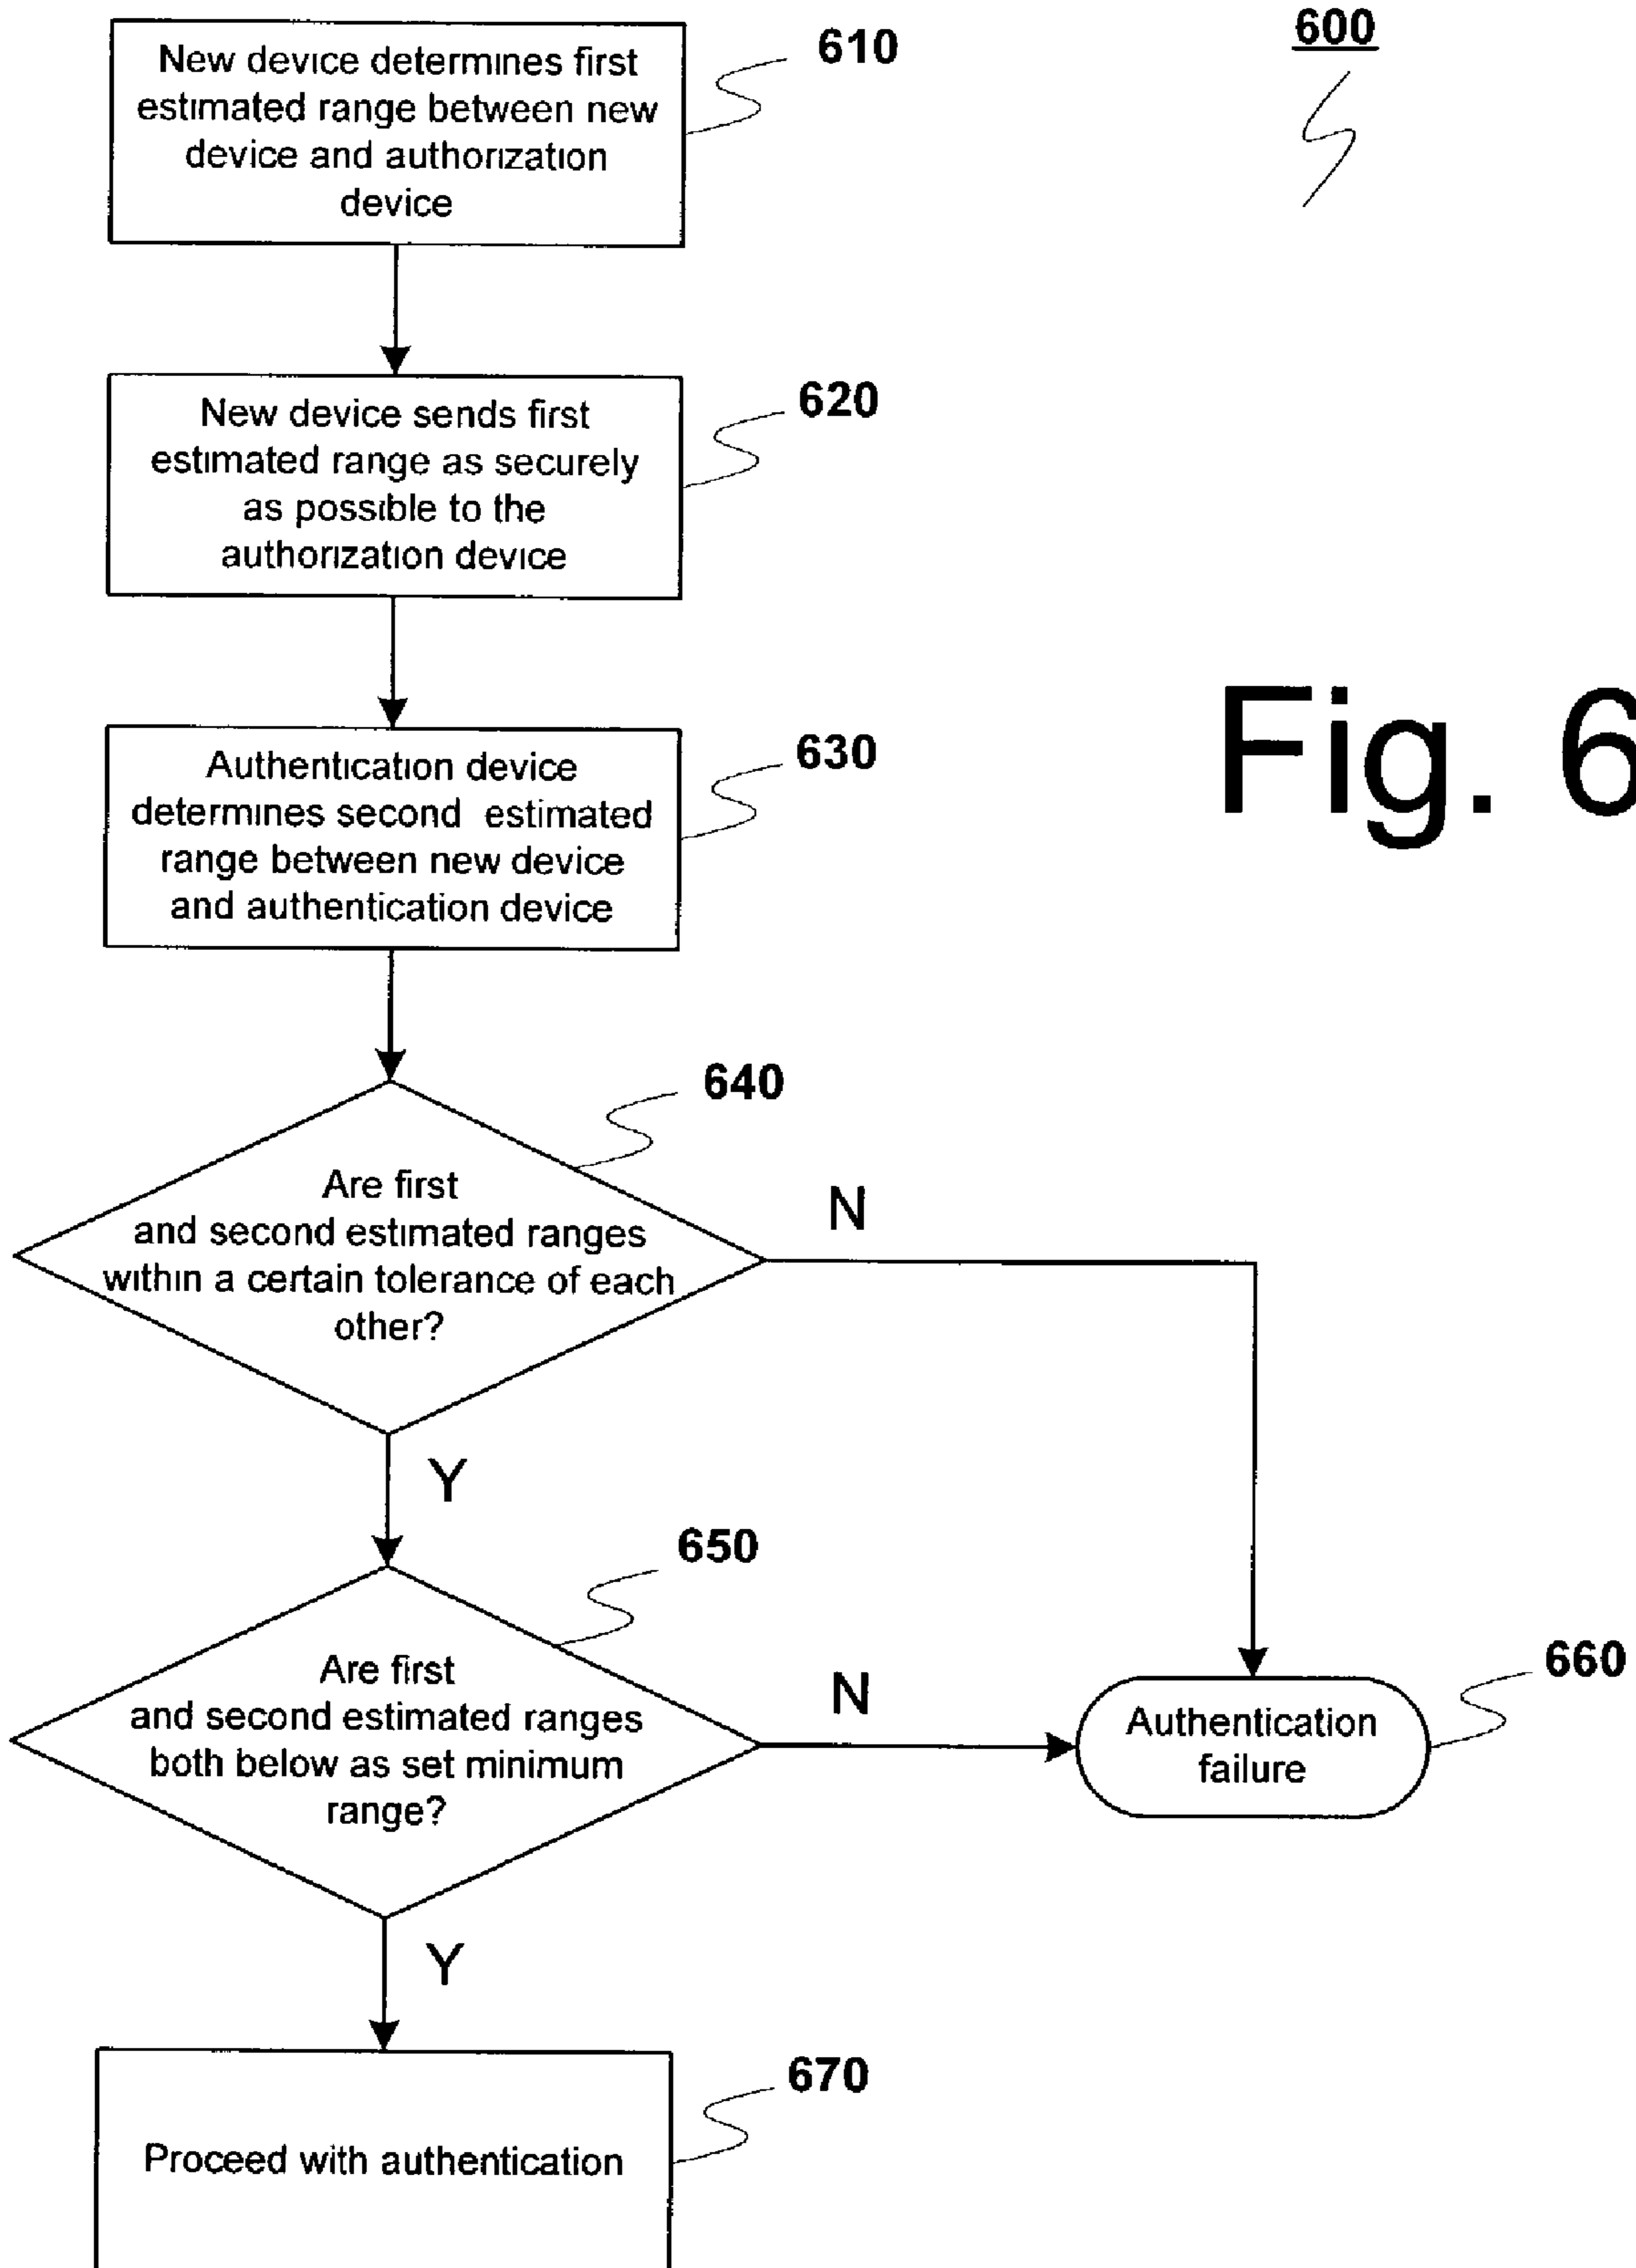 600
New device determines first
estimated range between new
device and authorization
device
610
New device sends first
estimated range as securely
as possible to the
authorization device
620
Authentication device
determines second estimated
range between new device
and authentication device
630
Fig. 6
Are first
and second estimated ranges
within a certain tolerance of each
other?
640
N
Y
Are first
and second estimated ranges
both below as set minimum
range?
650
N
Authentication
failure
660
Y
Proceed with authentication
670